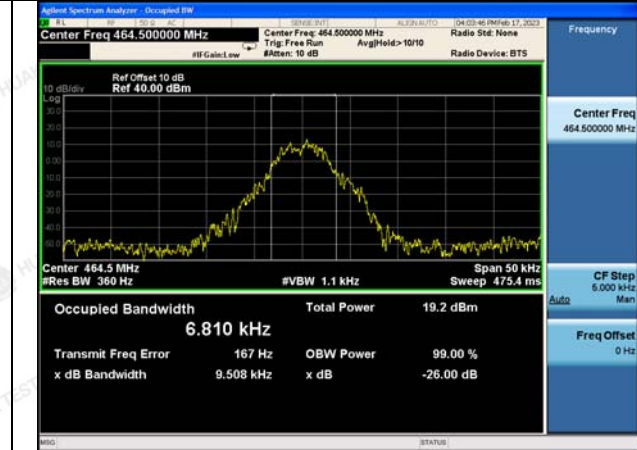 Agilent Spectrum Analyzer - Occupied BW
RL RF 50 Ω AC SENSE:INT ALIGN AUTO 04:03:46 PM Feb 17, 2023
Center Freq 464.500000 MHz
Center Freq: 464.500000 MHz
Radio Std: None
Trig: Free Run Avg|Hold:>10/10
#IFGain:Low #Atten: 10 dB Radio Device: BTS
Ref Offset 10 dB
10 dB/div Ref 40.00 dBm
Log
30.0
20.0
10.0
0.00
-10.0
-20.0
-30.0
-40.0
-50.0
Center 464.5 MHz Span 50 kHz
#Res BW 360 Hz #VBW 1.1 kHz Sweep 475.4 ms
Occupied Bandwidth Total Power 19.2 dBm
6.810 kHz
Transmit Freq Error 167 Hz OBW Power 99.00 %
x dB Bandwidth 9.508 kHz x dB -26.00 dB
MSG STATUS
Frequency
Center Freq
464.500000 MHz
CF Step
5.000 kHz
Auto Man
Freq Offset
0 Hz